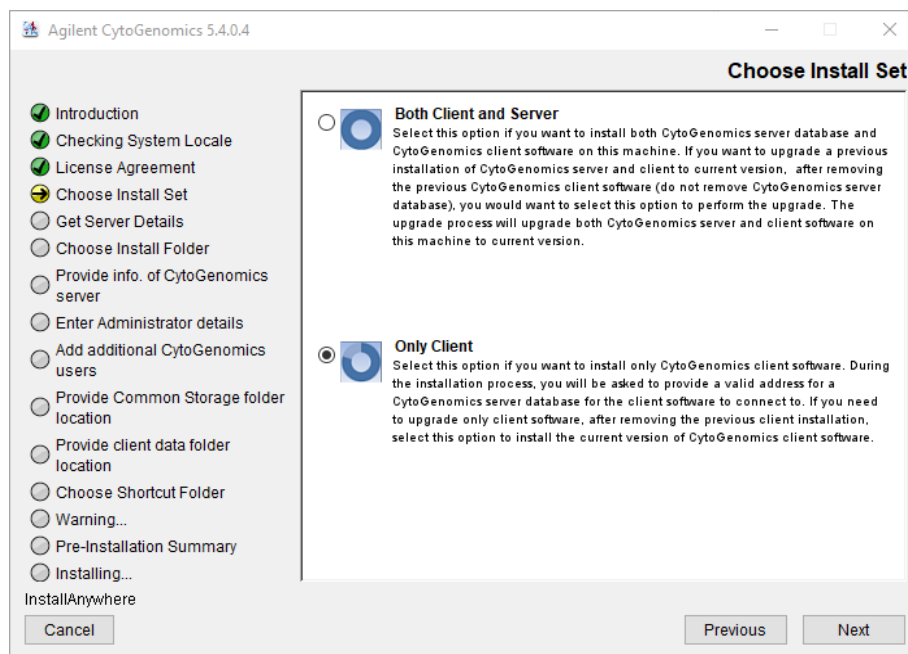 Agilent CytoGenomics 5.4.0.4
Choose Install Set
Introduction
Checking System Locale
License Agreement
Choose Install Set
Get Server Details
Choose Install Folder
Provide info. of CytoGenomics
server
Enter Administrator details
Add additional CytoGenomics
users
Provide Common Storage folder
location
Provide client data folder
location
Choose Shortcut Folder
Warning...
Pre-Installation Summary
Installing...
Both Client and Server
Select this option if you want to install both CytoGenomics server database and
CytoGenomics client software on this machine. If you want to upgrade a previous
installation of CytoGenomics server and client to current version, after removing
the previous CytoGenomics client software (do not remove CytoGenomics server
database), you would want to select this option to perform the upgrade. The
upgrade process will upgrade both CytoGenomics server and client software on
this machine to current version.
Only Client
Select this option if you want to install only CytoGenomics client software. During
the installation process, you will be asked to provide a valid address for a
CytoGenomics server database for the client software to connect to. If you need
to upgrade only client software, after removing the previous client installation,
select this option to install the current version of CytoGenomics client software.
InstallAnywhere
Cancel
Previous
Next